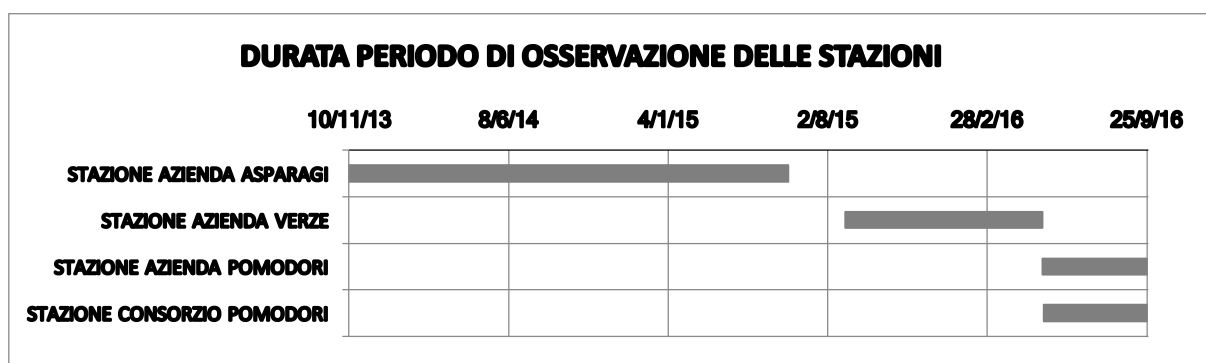 DURATA PERIODO DI OSSERVAZIONE DELLE STAZIONI
10/11/13 8/6/14 4/1/15 2/8/15 28/2/16 25/9/16
STAZIONE AZIENDA ASPARAGI
STAZIONE AZIENDA VERZE
STAZIONE AZIENDA POMODORI
STAZIONE CONSORZIO POMODORI